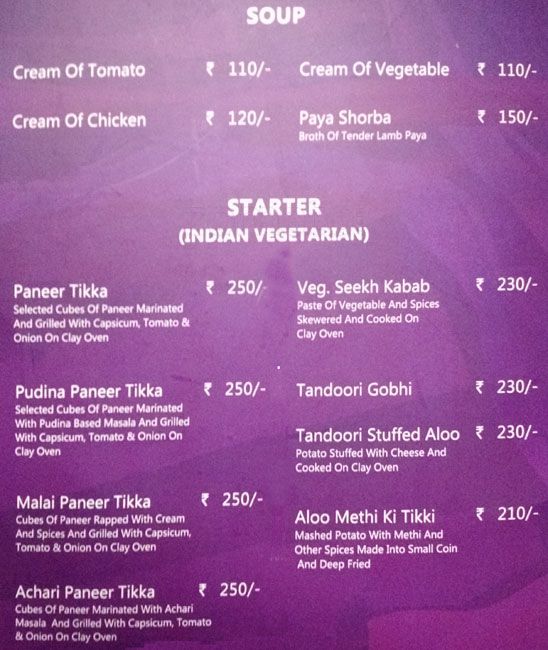 SOUP
Cream Of Tomato ₹ 110/-
Cream Of Vegetable ₹ 110/-
Cream Of Chicken ₹ 120/-
Paya Shorba ₹ 150/-
Broth Of Tender Lamb Paya
STARTER
(INDIAN VEGETARIAN)
Paneer Tikka ₹ 250/-
Selected Cubes Of Paneer Marinated
And Grilled With Capsicum, Tomato &
Onion On Clay Oven
Pudina Paneer Tikka ₹ 250/-
Selected Cubes Of Paneer Marinated
With Pudina Based Masala And Grilled
With Capsicum, Tomato & Onion On
Clay Oven
Malai Paneer Tikka ₹ 250/-
Cubes Of Paneer Rapped With Cream
And Spices And Grilled With Capsicum,
Tomato & Onion On Clay Oven
Achari Paneer Tikka ₹ 250/-
Cubes Of Paneer Marinated With Achari
Masala And Grilled With Capsicum, Tomato
& Onion On Clay Oven
Veg. Seekh Kabab ₹ 230/-
Paste Of Vegetable And Spices
Skewered And Cooked On
Clay Oven
Tandoori Gobhi ₹ 230/-
Tandoori Stuffed Aloo ₹ 230/-
Potato Stuffed With Cheese And
Cooked On Clay Oven
Aloo Methi Ki Tikki ₹ 210/-
Mashed Potato With Methi And
Other Spices Made Into Small Coin
And Deep Fried